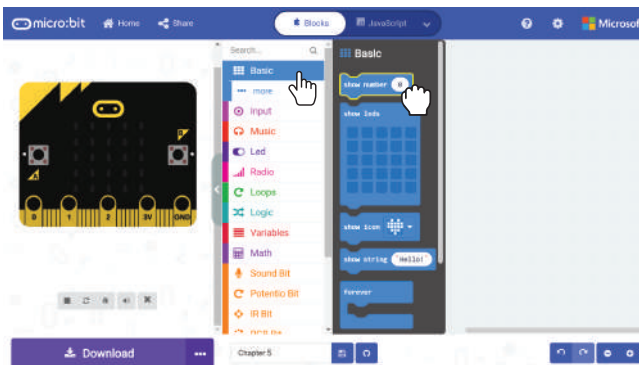 micro:bit Home Share Blocks JavaScript Microsoft
Search...
Basic
more
Input
Music
Led
Radio
Loops
Logic
Variables
Math
Sound Bit
Potentio Bit
IR Bit
Basic
show number 0
show leds
show icon
show string "Hello!"
forever
A
B
0 1 2 3V GND
Download
Chapter 5